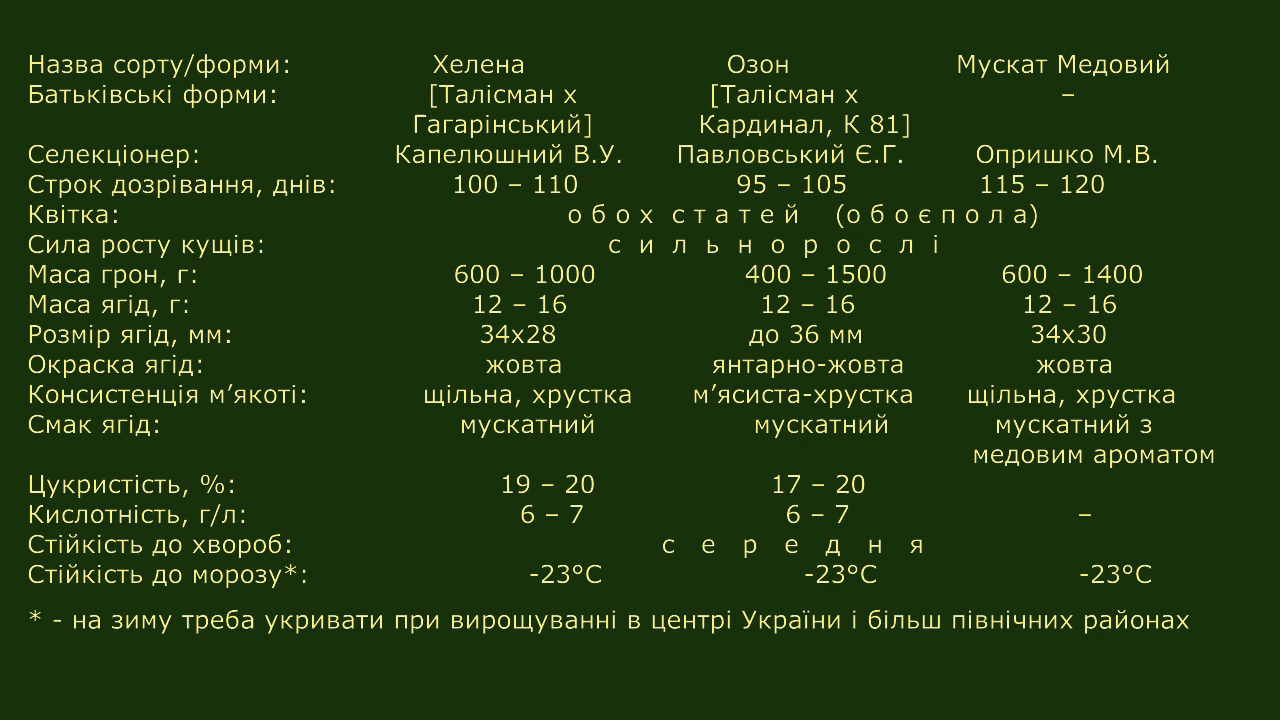 Назва сорту/форми: Хелена Озон Мускат Медовий
Батьківські форми: [Талісман х [Талісман х –
Гагарінський] Кардинал, К 81]
Селекціонер: Капелюшний В.У. Павловський Є.Г. Опришко М.В.
Строк дозрівання, днів: 100 – 110 95 – 105 115 – 120
Квітка: о б о х с т а т е й (о б о є п о л а)
Сила росту кущів: с и л ь н о р о с л і
Маса грон, г: 600 – 1000 400 – 1500 600 – 1400
Маса ягід, г: 12 – 16 12 – 16 12 – 16
Розмір ягід, мм: 34х28 до 36 мм 34х30
Окраска ягід: жовта янтарно-жовта жовта
Консистенція м’якоті: щільна, хрустка м’ясиста-хрустка щільна, хрустка
Смак ягід: мускатний мускатний мускатний з
медовим ароматом
Цукристість, %: 19 – 20 17 – 20
Кислотність, г/л: 6 – 7 6 – 7 –
Стійкість до хвороб: с е р е д н я
Стійкість до морозу*: -23°С -23°С -23°С
* - на зиму треба укривати при вирощуванні в центрі України і більш північних районах